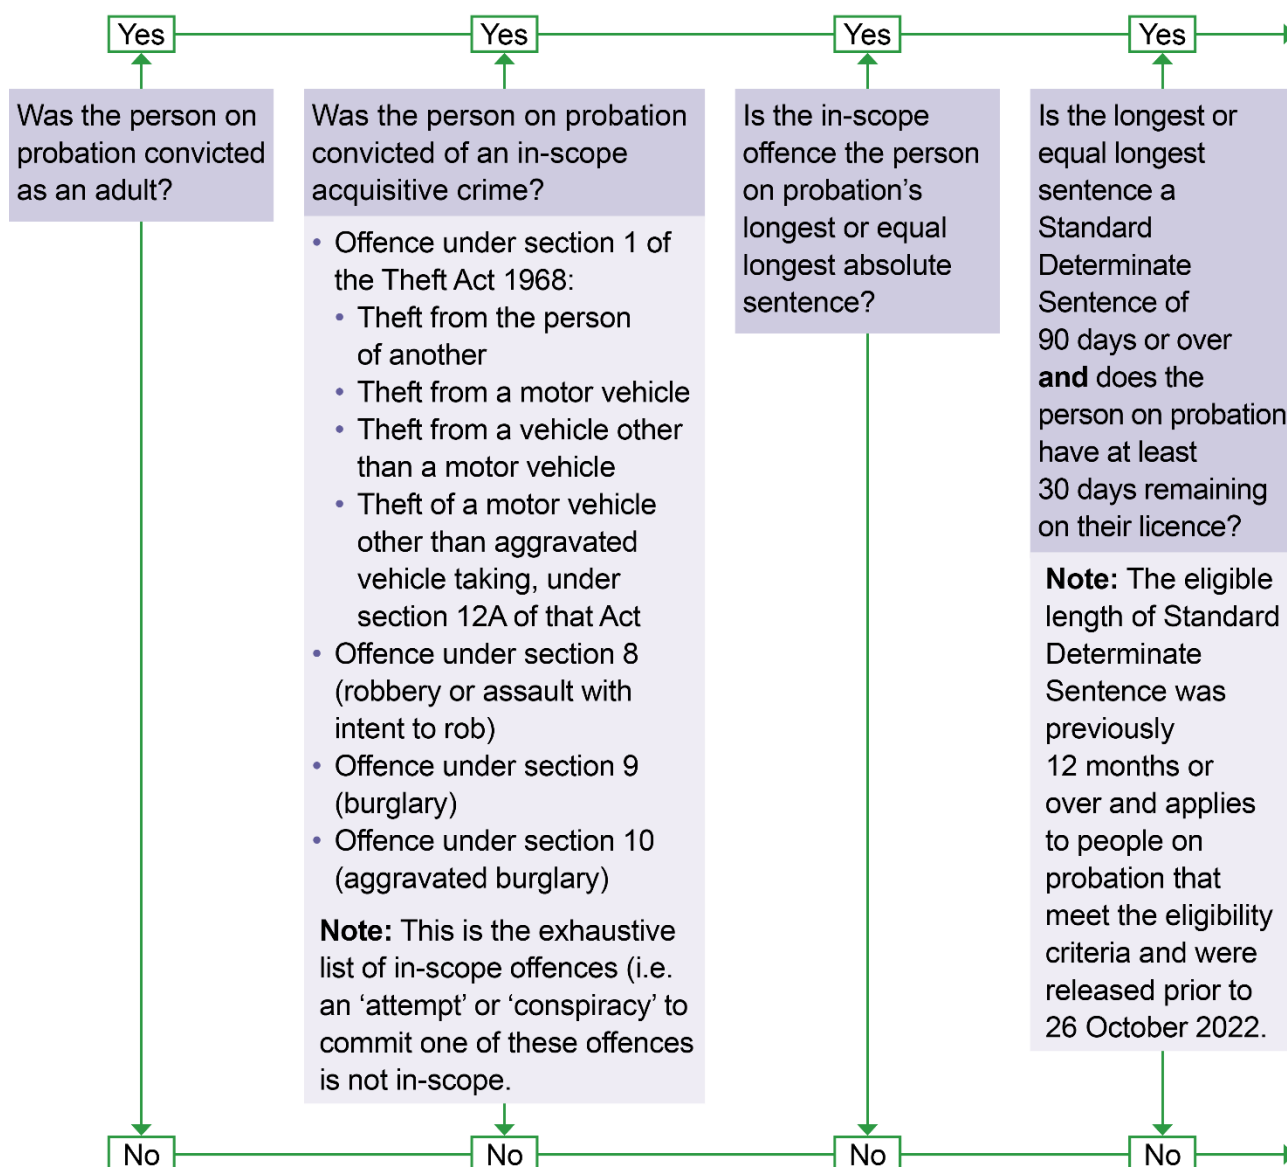 Yes
Yes
Yes
Yes
Was the person on
probation convicted
as an adult?
Was the person on probation
convicted of an in-scope
acquisitive crime?
• Offence under section 1 of
the Theft Act 1968:
• Theft from the person
of another
• Theft from a motor vehicle
• Theft from a vehicle other
than a motor vehicle
• Theft of a motor vehicle
other than aggravated
vehicle taking, under
section 12A of that Act
• Offence under section 8
(robbery or assault with
intent to rob)
• Offence under section 9
(burglary)
• Offence under section 10
(aggravated burglary)
Note: This is the exhaustive
list of in-scope offences (i.e.
an ‘attempt’ or ‘conspiracy’ to
commit one of these offences
is not in-scope.
Is the in-scope
offence the person
on probation’s
longest or equal
longest absolute
sentence?
Is the longest or
equal longest
sentence a
Standard
Determinate
Sentence of
90 days or over
and does the
person on probation
have at least
30 days remaining
on their licence?
Note: The eligible
length of Standard
Determinate
Sentence was
previously
12 months or
over and applies
to people on
probation that
meet the eligibility
criteria and were
released prior to
26 October 2022.
No
No
No
No